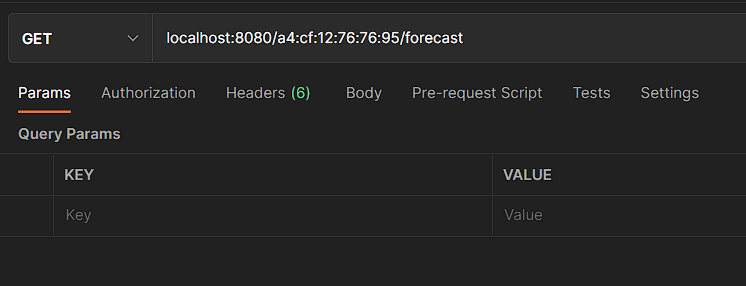 GET localhost:8080/a4:cf:12:76:76:95/forecast
Params Authorization Headers (6) Body Pre-request Script Tests Settings
Query Params
KEY VALUE
Key Value